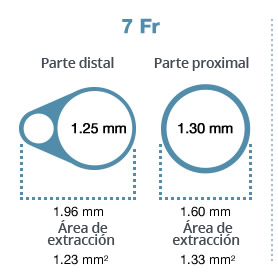 7 Fr
Parte distal
Parte proximal
1.25 mm
1.30 mm
1.96 mm
1.60 mm
Área de
extracción
1.23 mm²
Área de
extracción
1.33 mm²